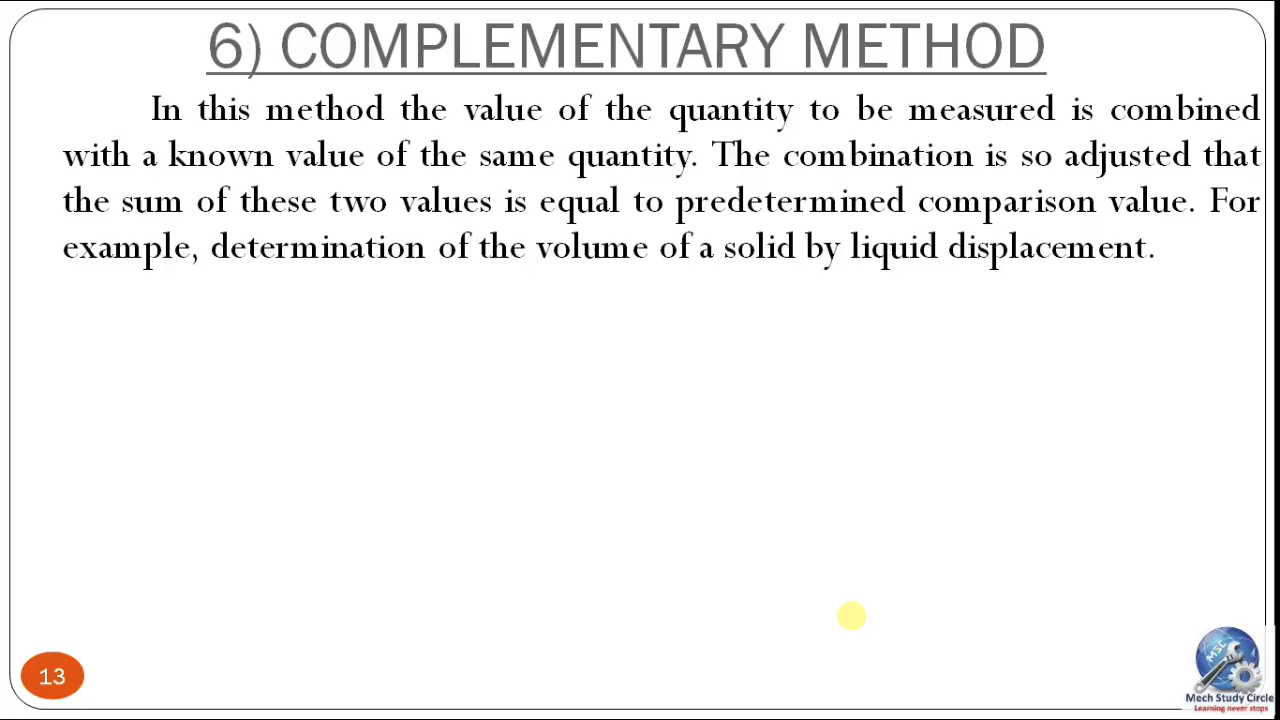 6) COMPLEMENTARY METHOD
In this method the value of the quantity to be measured is combined
with a known value of the same quantity. The combination is so adjusted that
the sum of these two values is equal to predetermined comparison value. For
example, determination of the volume of a solid by liquid displacement.
13
MSC
Mech Study Circle
Learning never stops